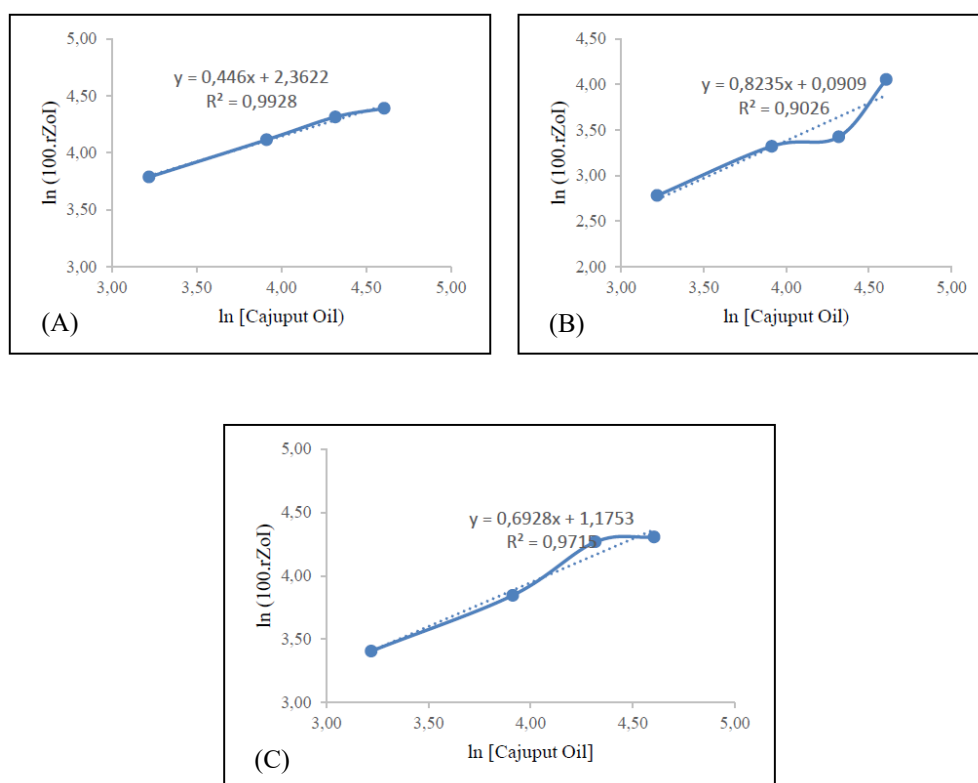 5,00
4,50
4,00
3,50
3,00
ln (100.rZoI)
y = 0,446x + 2,3622
R² = 0,9928
3,00 3,50 4,00 4,50 5,00
ln [Cajuput Oil)
(A)
4,50
4,00
3,50
3,00
2,50
2,00
ln (100.rZoI)
y = 0,8235x + 0,0909
R² = 0,9026
3,00 3,50 4,00 4,50 5,00
ln [Cajuput Oil)
(B)
5,00
4,50
4,00
3,50
3,00
ln (100.rZoI)
y = 0,6928x + 1,1753
R² = 0,9715
3,00 3,50 4,00 4,50 5,00
ln [Cajuput Oil]
(C)